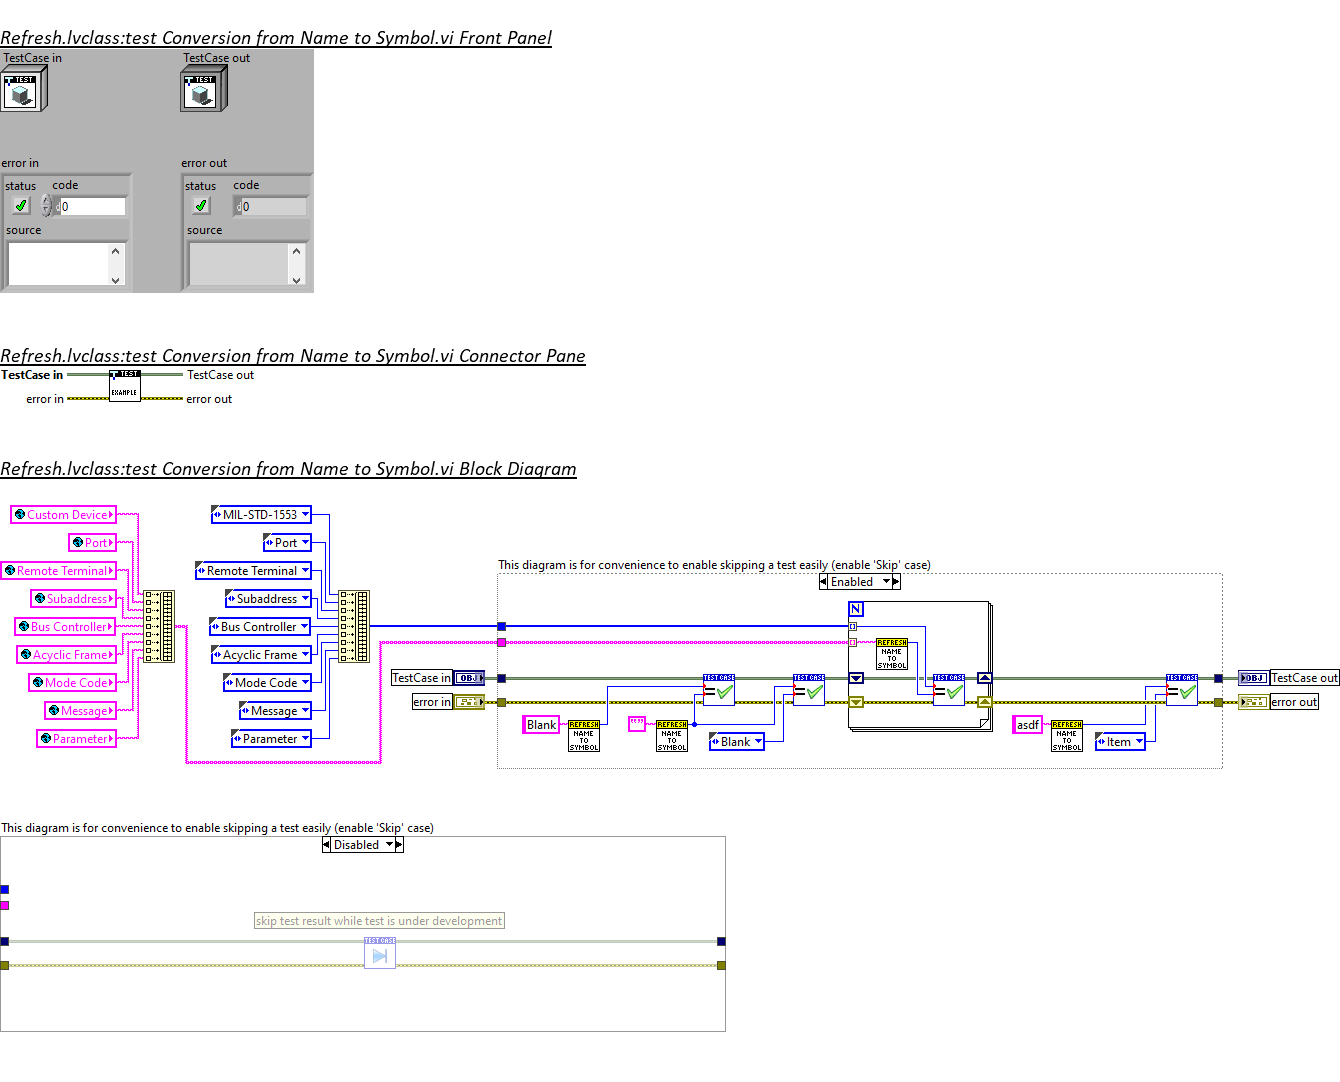 Refresh.lvclass:test Conversion from Name to Symbol.vi Front Panel
TestCase in
TestCase out
TEST
TEST
error in
error out
status code
status code
0
0
source
source
Refresh.lvclass:test Conversion from Name to Symbol.vi Connector Pane
TestCase in
TEST
EXAMPLE
TestCase out
error in
error out
Refresh.lvclass:test Conversion from Name to Symbol.vi Block Diagram
Custom Device
MIL-STD-1553
Port
Port
Remote Terminal
Remote Terminal
Subaddress
Subaddress
Bus Controller
Bus Controller
Acyclic Frame
Acyclic Frame
Mode Code
Mode Code
Message
Message
Parameter
Parameter
This diagram is for convenience to enable skipping a test easily (enable 'Skip' case)
Enabled
N
REFRESH
NAME
TO
SYMBOL
TestCase in
OBJ
TEST CASE
TEST CASE
TEST CASE
TEST CASE
OBJ
TestCase out
error in
error out
Blank
REFRESH
NAME
TO
SYMBOL
""
REFRESH
NAME
TO
SYMBOL
Blank
asdf
REFRESH
NAME
TO
SYMBOL
Item
This diagram is for convenience to enable skipping a test easily (enable 'Skip' case)
Disabled
skip test result while test is under development
TEST CASE